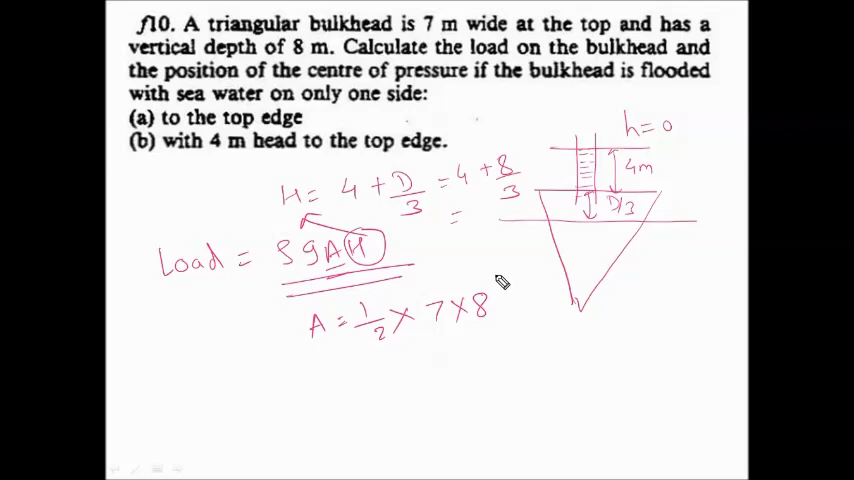 f10. A triangular bulkhead is 7 m wide at the top and has a
vertical depth of 8 m. Calculate the load on the bulkhead and
the position of the centre of pressure if the bulkhead is flooded
with sea water on only one side:
(a) to the top edge
(b) with 4 m head to the top edge.
h=0
4m
H = 4 + D/3 = 4 + 8/3
=
D/3
Load = ρgAH
A = 1/2 × 7×8